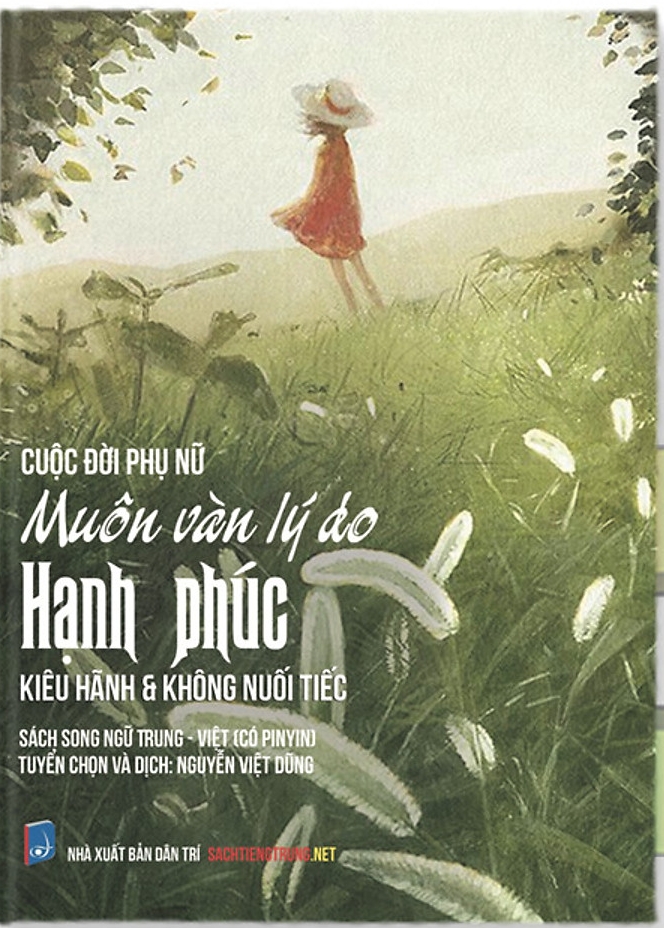 CUỘC ĐỜI PHỤ NỮ
Muôn vàn lý do
Hạnh phúc
KIÊU HÃNH & KHÔNG NUỐI TIẾC
SÁCH SONG NGỮ TRUNG - VIỆT (CÓ PINYIN)
TUYỂN CHỌN VÀ DỊCH: NGUYỄN VIỆT DŨNG
NHÀ XUẤT BẢN DÂN TRÍ SACHTIENGTRUNG.NET